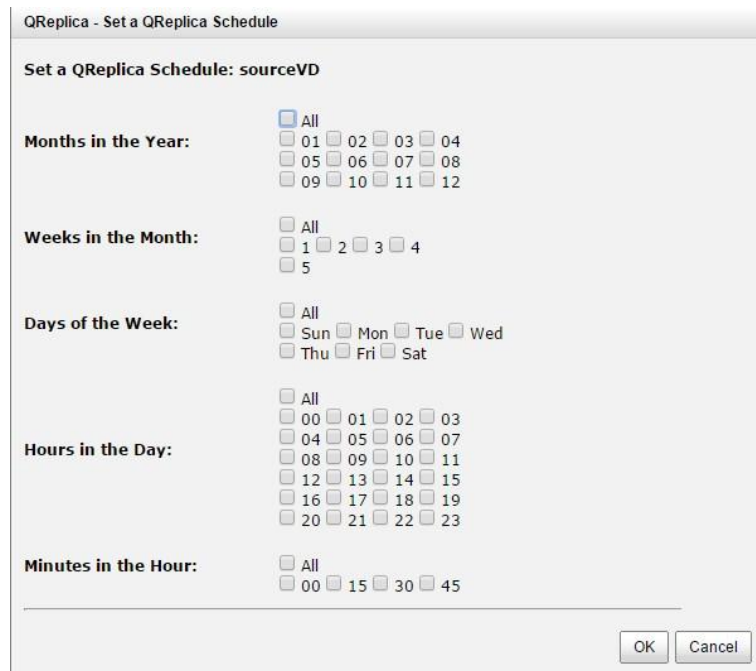 QReplica - Set a QReplica Schedule
Set a QReplica Schedule: sourceVD
Months in the Year:
All
01 02 03 04
05 06 07 08
09 10 11 12
Weeks in the Month:
All
1 2 3 4
5
Days of the Week:
All
Sun Mon Tue Wed
Thu Fri Sat
Hours in the Day:
All
00 01 02 03
04 05 06 07
08 09 10 11
12 13 14 15
16 17 18 19
20 21 22 23
Minutes in the Hour:
All
00 15 30 45
OK Cancel